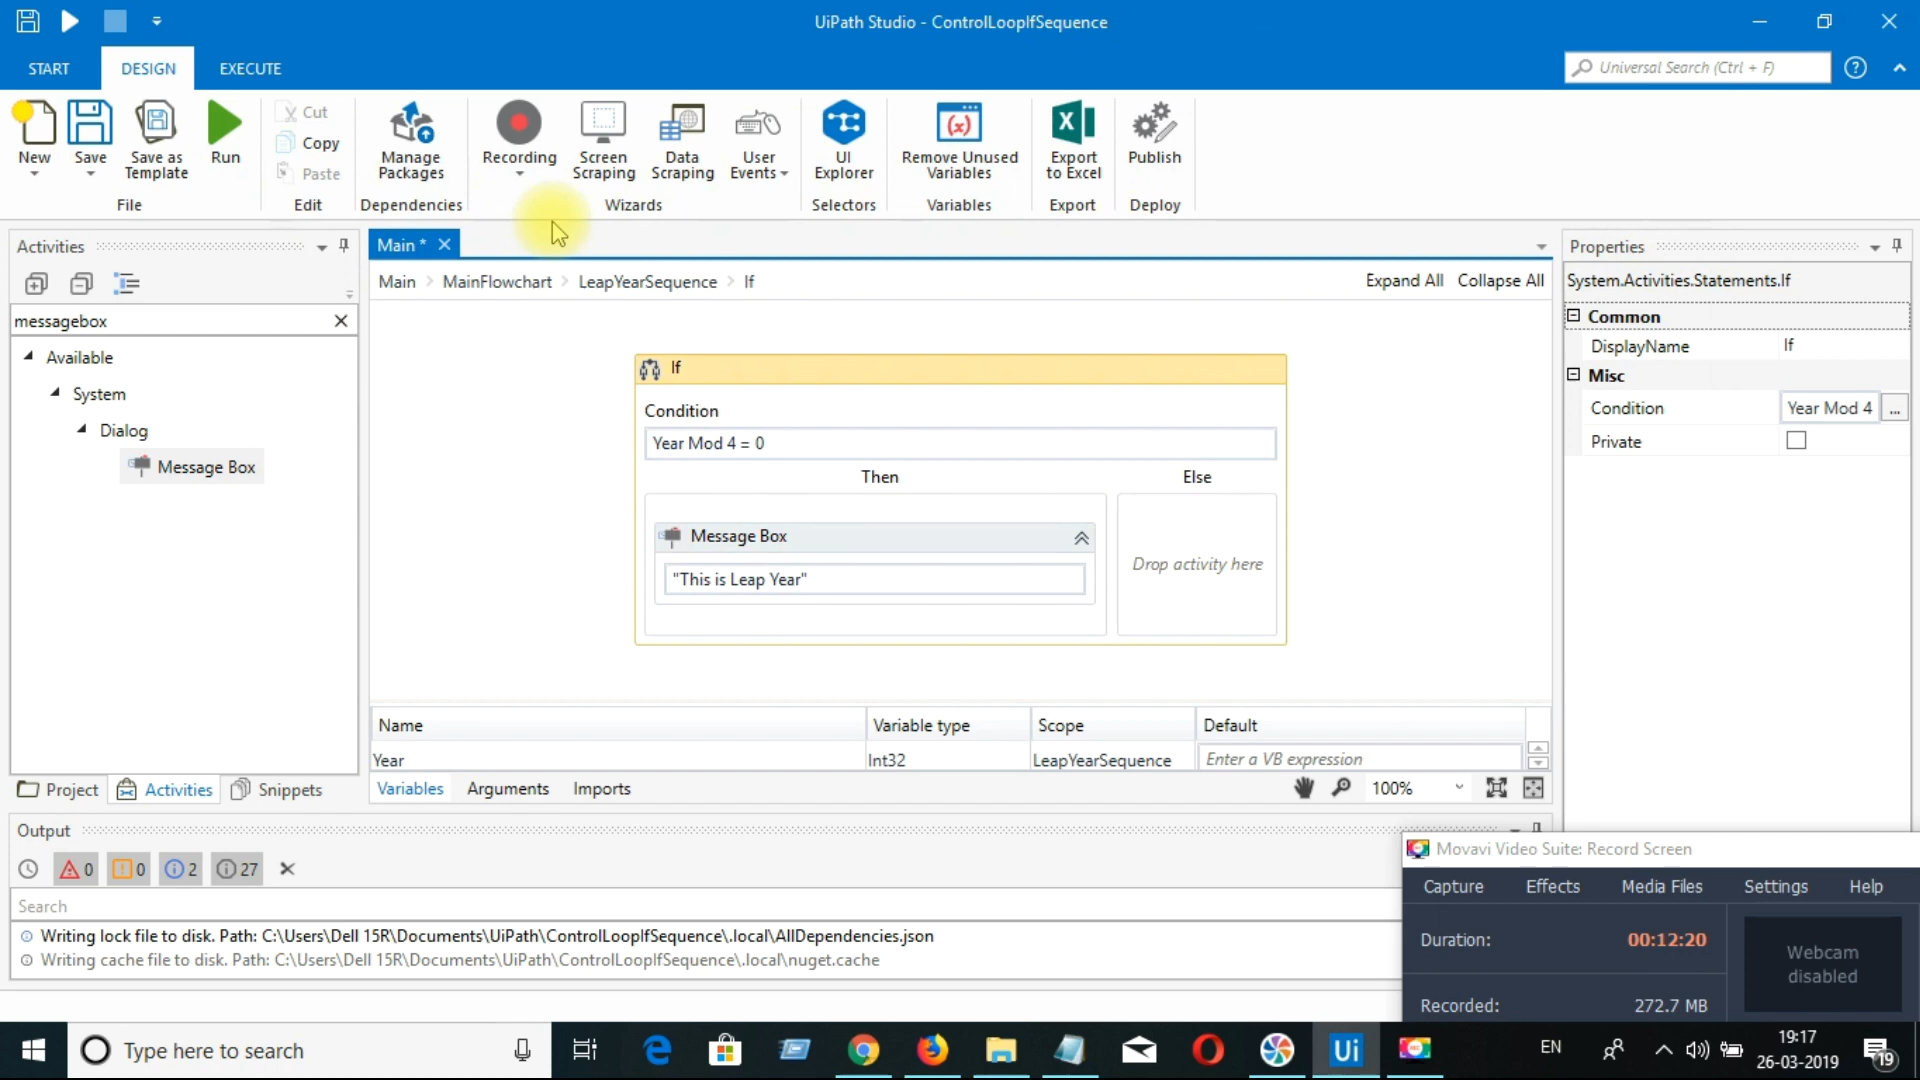 UiPath Studio - ControlLoopIfSequence
START DESIGN EXECUTE
Universal Search (Ctrl + F)
New
Save
Save as Template
Run
Cut
Copy
Paste
Manage Packages
Recording
Screen Scraping
Data Scraping
User Events
UI Explorer
Remove Unused Variables
Export to Excel
Publish
File Edit Dependencies Wizards Selectors Variables Export Deploy
Activities
messagebox
Available
System
Dialog
Message Box
Project Activities Snippets
Main *
Main > MainFlowchart > LeapYearSequence > If
Expand All Collapse All
If
Condition
Year Mod 4 = 0
Then Else
Message Box
"This is Leap Year"
Drop activity here
Name Variable type Scope Default
Year Int32 LeapYearSequence Enter a VB expression
Variables Arguments Imports
100%
Properties
System.Activities.Statements.If
Common
DisplayName If
Misc
Condition Year Mod 4 ...
Private
Output
0 0 2 27
Search
Writing lock file to disk. Path: C:\Users\Dell 15R\Documents\UiPath\ControlLoopIfSequence\.local\AllDependencies.json
Writing cache file to disk. Path: C:\Users\Dell 15R\Documents\UiPath\ControlLoopIfSequence\.local\nuget.cache
Movavi Video Suite: Record Screen
Capture Effects Media Files Settings Help
Duration: 00:12:20
Webcam disabled
Recorded: 272.7 MB
Type here to search
Ui
EN
19:17
26-03-2019
19